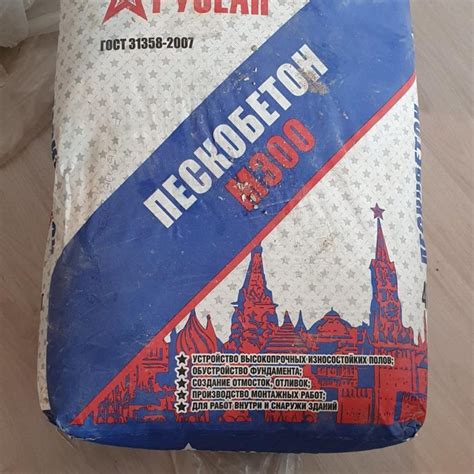 РУСЕАН
ГОСТ 31358-2007
ПЕСКОБЕТОН
М300
УСТРОЙСТВО ВЫСОКОПРОЧНЫХ ИЗНОСОСТОЙКИХ ПОЛОВ;
ОБУСТРОЙСТВО ФУНДАМЕНТА;
СОЗДАНИЕ ОТМОСТОК, ОТЛИВОК;
ПРОИЗВОДСТВО МОНТАЖНЫХ РАБОТ;
ДЛЯ РАБОТ ВНУТРИ И СНАРУЖИ ЗДАНИЙ